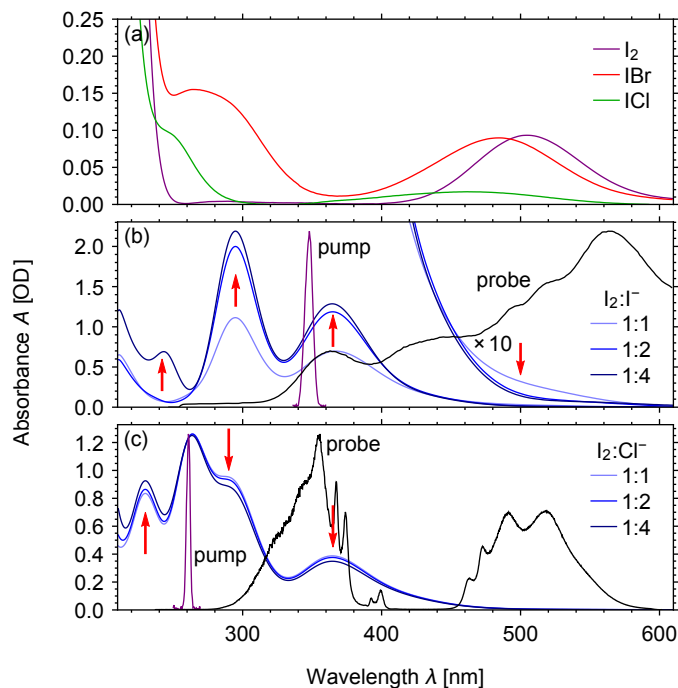 (a)
I₂
IBr
ICl
0.25
0.20
0.15
0.10
0.05
0.00
(b)
pump
probe
× 10
I₂:I⁻
1:1
1:2
1:4
2.0
1.5
1.0
0.5
0.0
Absorbance A [OD]
(c)
probe
pump
I₂:Cl⁻
1:1
1:2
1:4
1.2
1.0
0.8
0.6
0.4
0.2
0.0
300 400 500 600
Wavelength λ [nm]